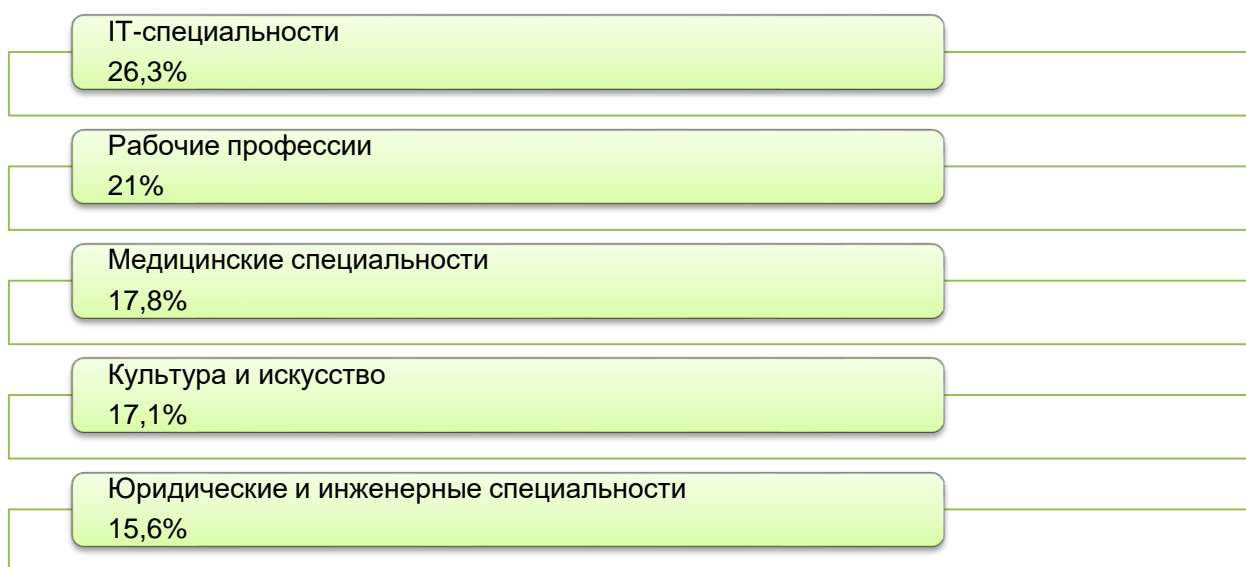 IT-специальности
26,3%
Рабочие профессии
21%
Медицинские специальности
17,8%
Культура и искусство
17,1%
Юридические и инженерные специальности
15,6%